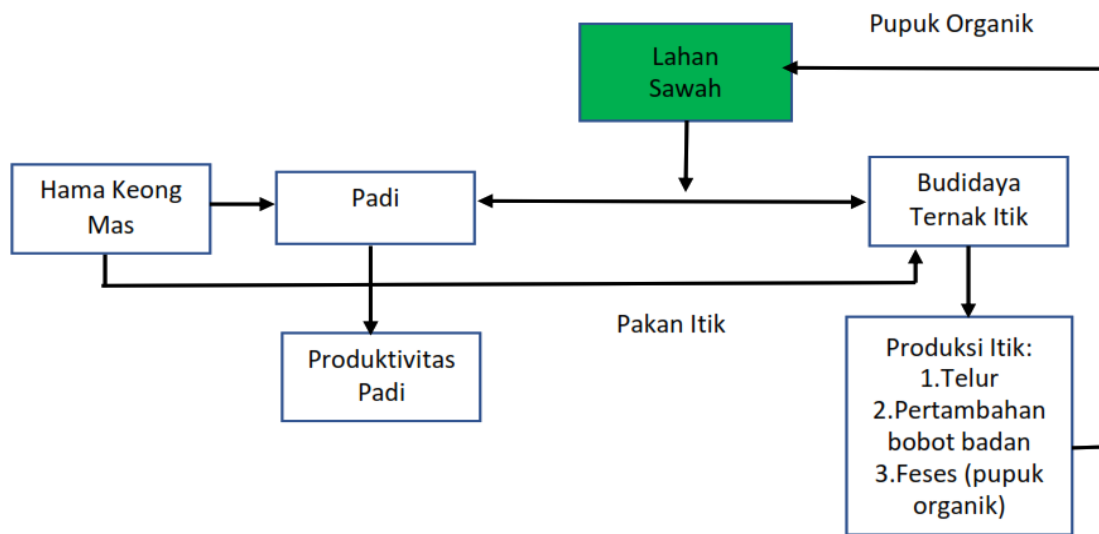 Pupuk Organik
Lahan
Sawah
Hama Keong
Mas
Padi
Budidaya
Ternak Itik
Pakan Itik
Produktivitas
Padi
Produksi Itik:
1.Telur
2.Pertambahan
bobot badan
3.Feses (pupuk
organik)